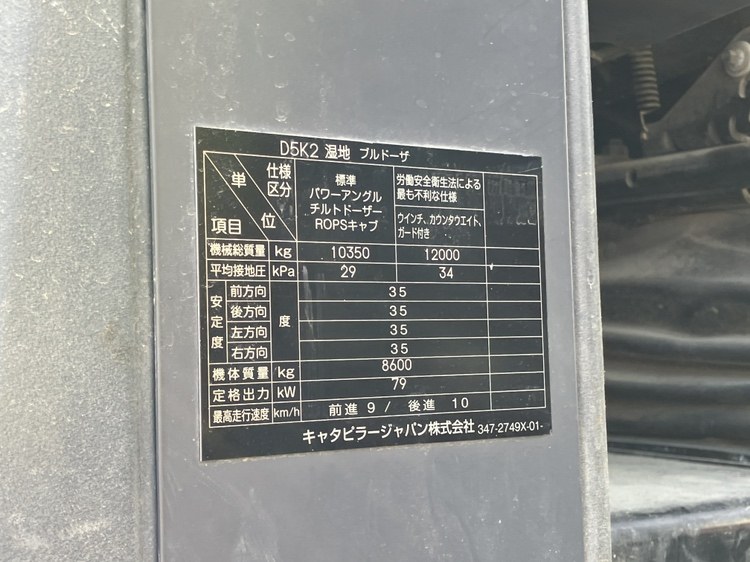 D5K2 湿地 ブルドーザ
単 仕様
区分 標準 労働安全衛生法による
パワーアングル 最も不利な仕様
チルトドーザー ウインチ、カウンタウエイト、
項目 位 ROPSキャブ ガード付き
機械総質量 kg 10350 12000
平均接地圧 kPa 29 34
安定度 前方向 度 35
後方向 35
左方向 35
右方向 35
機体質量 kg 8600
定格出力 kW 79
最高走行速度 km/h 前進 9 / 後進 10
キャタピラージャパン株式会社 347-2749X-01-